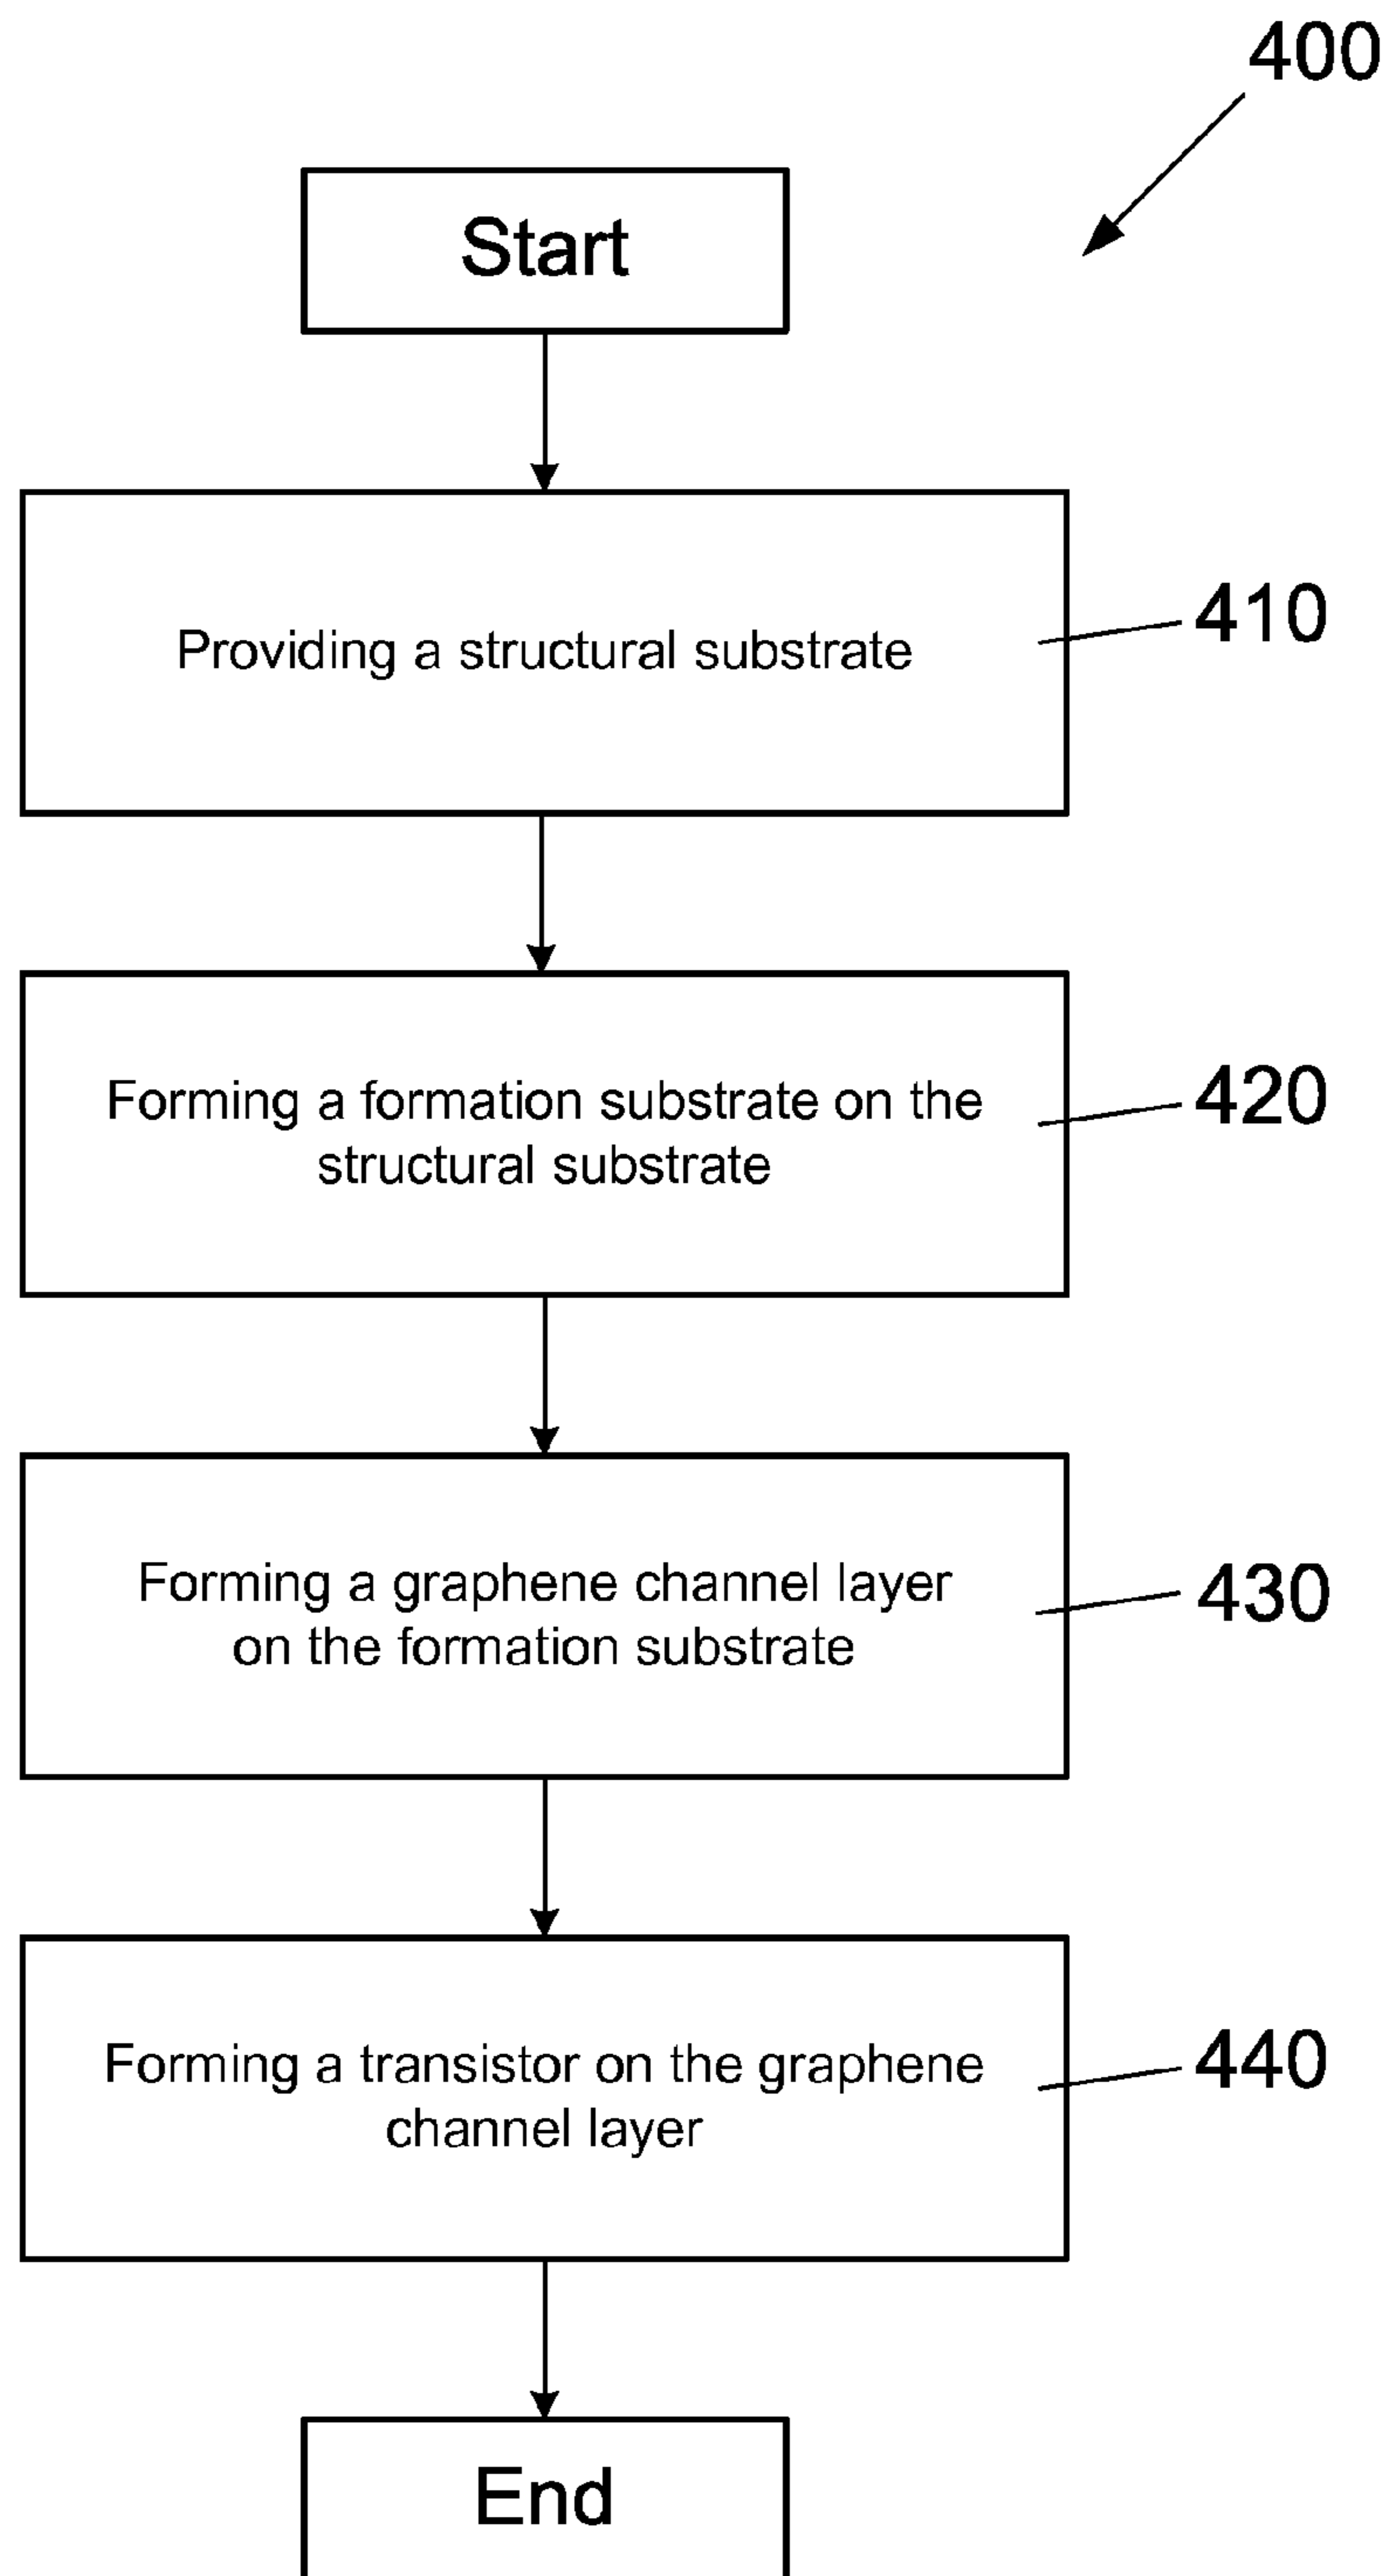 400
Start
Providing a structural substrate
410
Forming a formation substrate on the
structural substrate
420
Forming a graphene channel layer
on the formation substrate
430
Forming a transistor on the graphene
channel layer
440
End